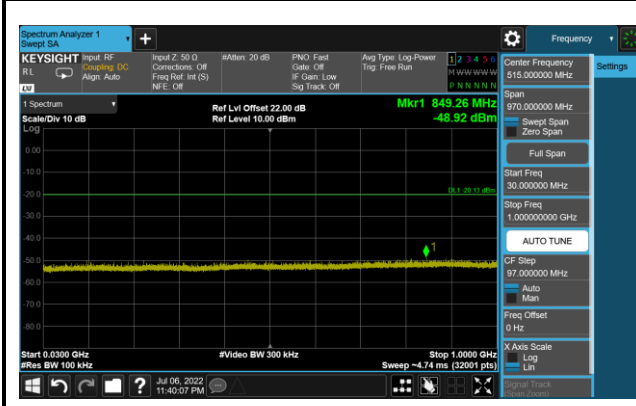 Spectrum Analyzer 1
Swept SA
Frequency
KEYSIGHT
Input: RF
Input Z: 50 Ω
#Atten: 20 dB
PNO: Fast
Avg Type: Log-Power
1 2 3 4 5 6
R L
Coupling: DC
Corrections: Off
Gate: Off
Trig: Free Run
M W W W W W
Align: Auto
Freq Ref: Int (S)
IF Gain: Low
NFE: Off
Sig Track: Off
P N N N N N
LXI
1 Spectrum
Ref Lvl Offset 22.00 dB
Mkr1 849.26 MHz
Scale/Div 10 dB
Ref Level 10.00 dBm
-48.92 dBm
Log
0.00
-10.0
-20.0
DL1 -20.13 dBm
-30.0
-40.0
1
-50.0
-60.0
-70.0
-80.0
Start 0.0300 GHz
#Video BW 300 kHz
Stop 1.0000 GHz
#Res BW 100 kHz
Sweep ~4.74 ms (32001 pts)
?
Jul 06, 2022
11:40:07 PM
Center Frequency
515.000000 MHz
Settings
Span
970.000000 MHz
Swept Span
Zero Span
Full Span
Start Freq
30.000000 MHz
Stop Freq
1.000000000 GHz
AUTO TUNE
CF Step
97.000000 MHz
Auto
Man
Freq Offset
0 Hz
X Axis Scale
Log
Lin
Signal Track
(Span Zoom)